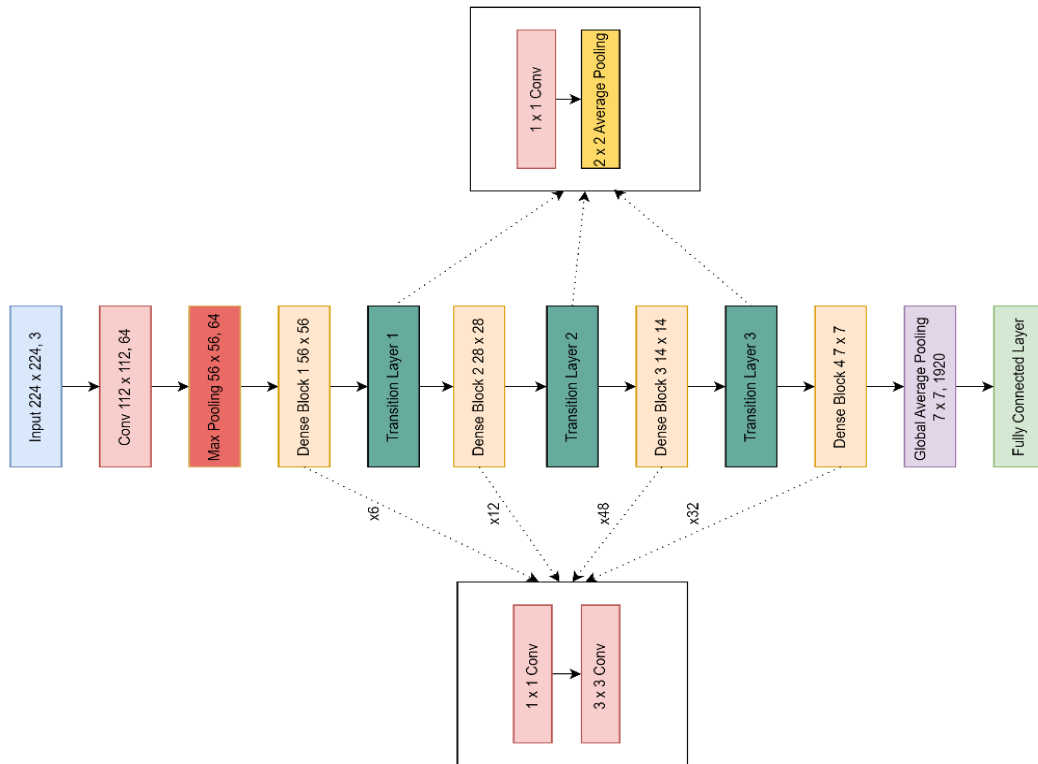 1 x 1 Conv
2 x 2 Average Pooling
Input 224 x 224, 3
Conv 112 x 112, 64
Max Pooling 56 x 56, 64
Dense Block 1 56 x 56
Transition Layer 1
Dense Block 2 28 x 28
Transition Layer 2
Dense Block 3 14 x 14
Transition Layer 3
Dense Block 4 7 x 7
Global Average Pooling
7 x 7, 1920
Fully Connected Layer
x6
x12
x48
x32
1 x 1 Conv
3 x 3 Conv